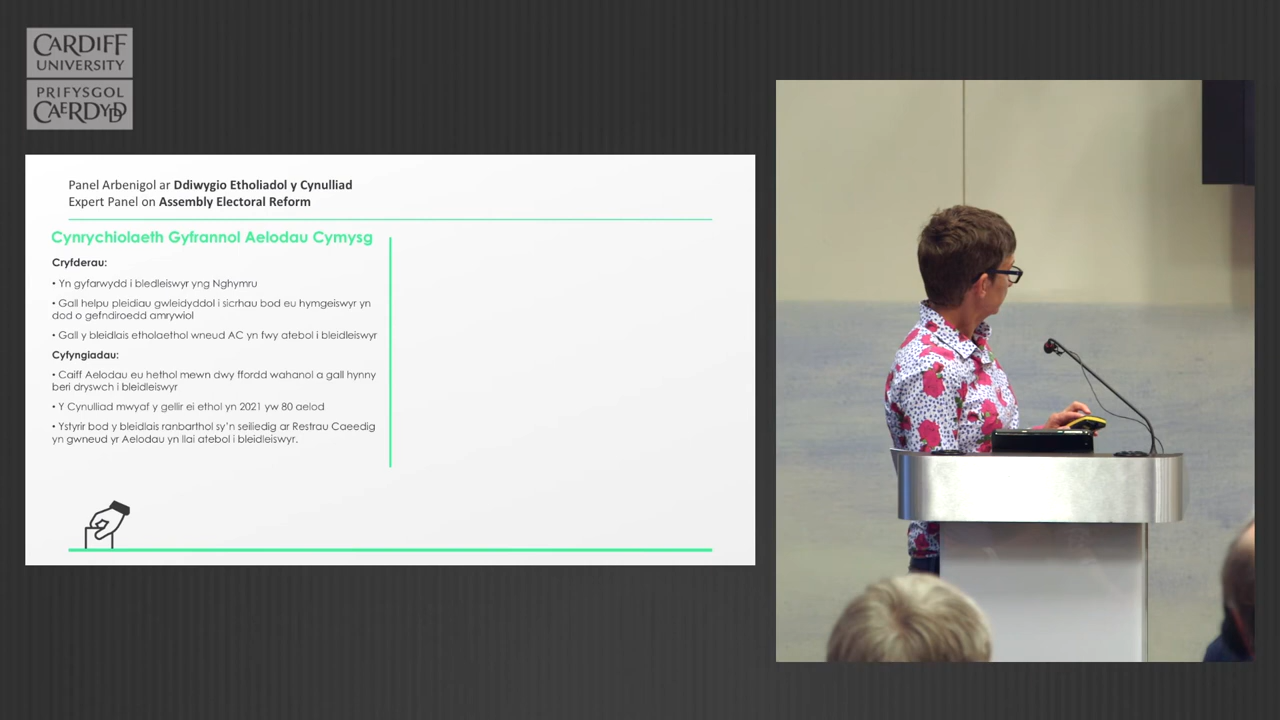 CARDIFF
UNIVERSITY
PRIFYSGOL
CAERDYDD
Panel Arbenigol ar Ddiwygio Etholiadol y Cynulliad
Expert Panel on Assembly Electoral Reform
Cynrychiolaeth Gyfrannol Aelodau Cymysg
Cryfderau:
• Yn gyfarwydd i bledleiswyr yng Nghymru
• Gall helpu pleidiau gwleidyddol i sicrhau bod eu hymgeiswyr yn
dod o gefndiroedd amrywiol
• Gall y bleidlais etholaethol wneud AC yn fwy atebol i bleidleiswyr
Cyfyngiadau:
• Caiff Aelodau eu hethol mewn dwy ffordd wahanol a gall hynny
beri dryswch i bleidleiswyr
• Y Cynulliad mwyaf y gellir ei ethol yn 2021 yw 80 aelod
• Ystyrir bod y bleidlais ranbarthol sy'n seiliedig ar Restrau Caeedig
yn gwneud yr Aelodau yn llai atebol i bleidleiswyr.